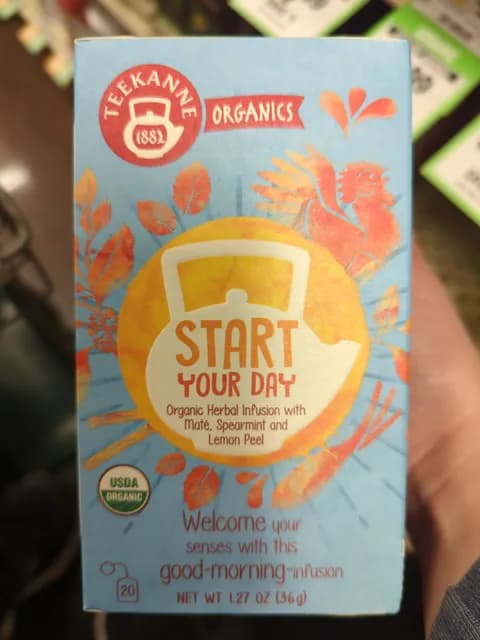 TEEKANNE
1882
ORGANICS
START
YOUR DAY
Organic Herbal Infusion with
Maté, Spearmint and
Lemon Peel
USDA
ORGANIC
Welcome your
senses with this
good-morning-infusion
20
NET WT 1.27 OZ (36g)